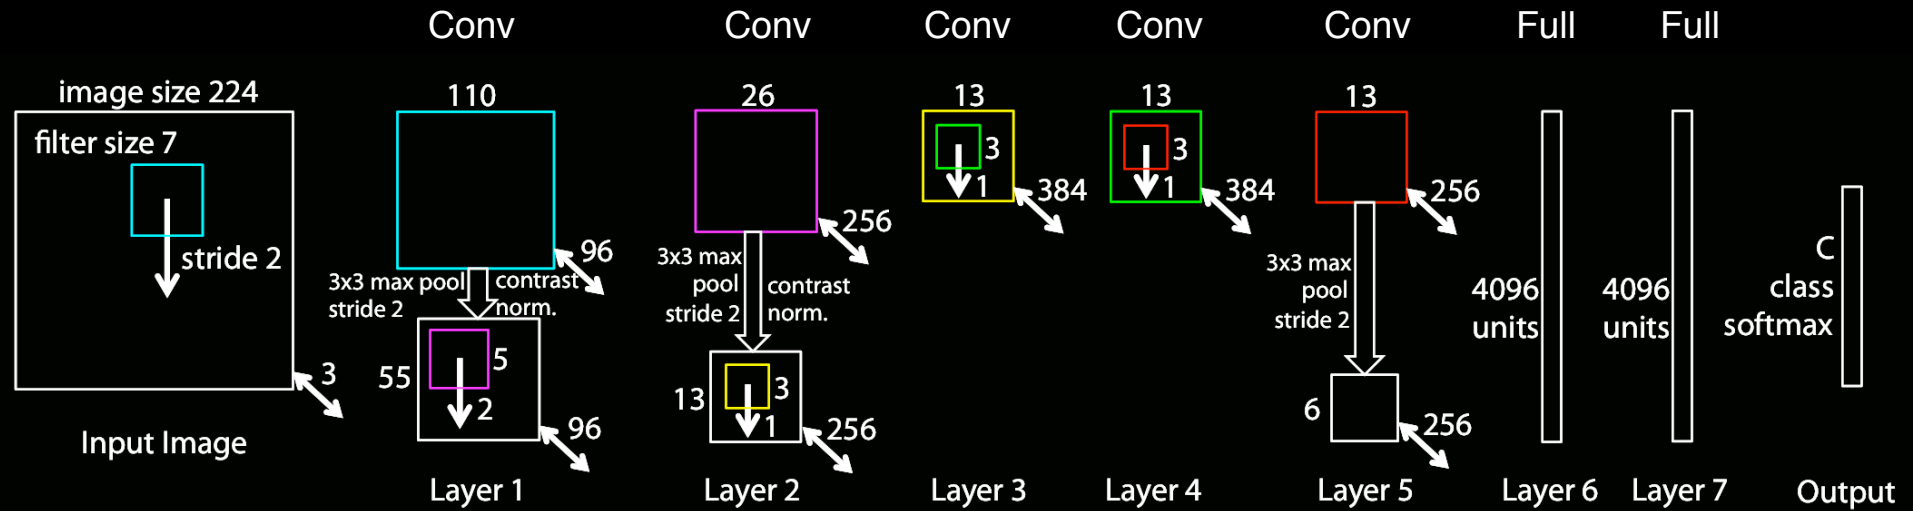 Conv
Conv
Conv
Conv
Conv
Full
Full
image size 224
filter size 7
stride 2
3
Input Image
110
96
3x3 max pool
stride 2
contrast
norm.
55
5
2
96
Layer 1
26
256
3x3 max
pool
stride 2
contrast
norm.
13
3
1
256
Layer 2
13
3
1
384
Layer 3
13
3
1
384
Layer 4
13
256
3x3 max
pool
stride 2
6
256
Layer 5
4096
units
Layer 6
4096
units
Layer 7
C
class
softmax
Output